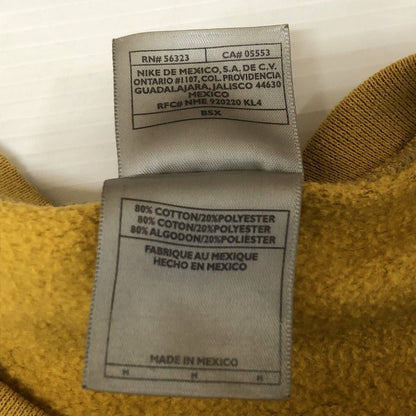 RN# 56323 CA# 05553
NIKE DE MEXICO, S.A. DE C.V.
ONTARIO #1107, COL. PROVIDENCIA
GUADALAJARA, JALISCO 44630
MEXICO
RFC# NME 920220 KL4
BSX
80% COTTON/20%POLYESTER
80% COTON/20%POLYESTER
80% ALGODON/20%POLIESTER
FABRIQUE AU MEXIQUE
HECHO EN MEXICO
MADE IN MEXICO
M M M